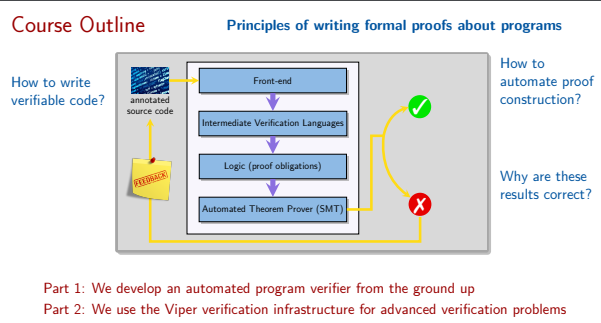 Course Outline
Principles of writing formal proofs about programs
How to write
verifiable code?
annotated
source code
FEEDBACK
Front-end
Intermediate Verification Languages
Logic (proof obligations)
Automated Theorem Prover (SMT)
How to
automate proof
construction?
Why are these
results correct?
Part 1: We develop an automated program verifier from the ground up
Part 2: We use the Viper verification infrastructure for advanced verification problems